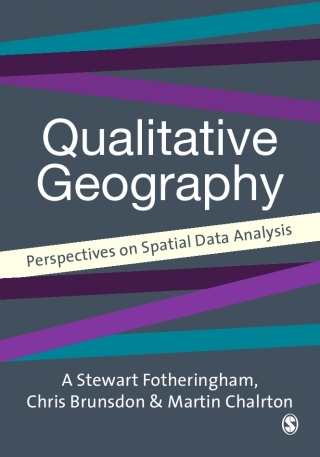 Qualitative
Geography
Perspectives on Spatial Data Analysis
A Stewart Fotheringham,
Chris Brunsdon & Martin Chalrton
S